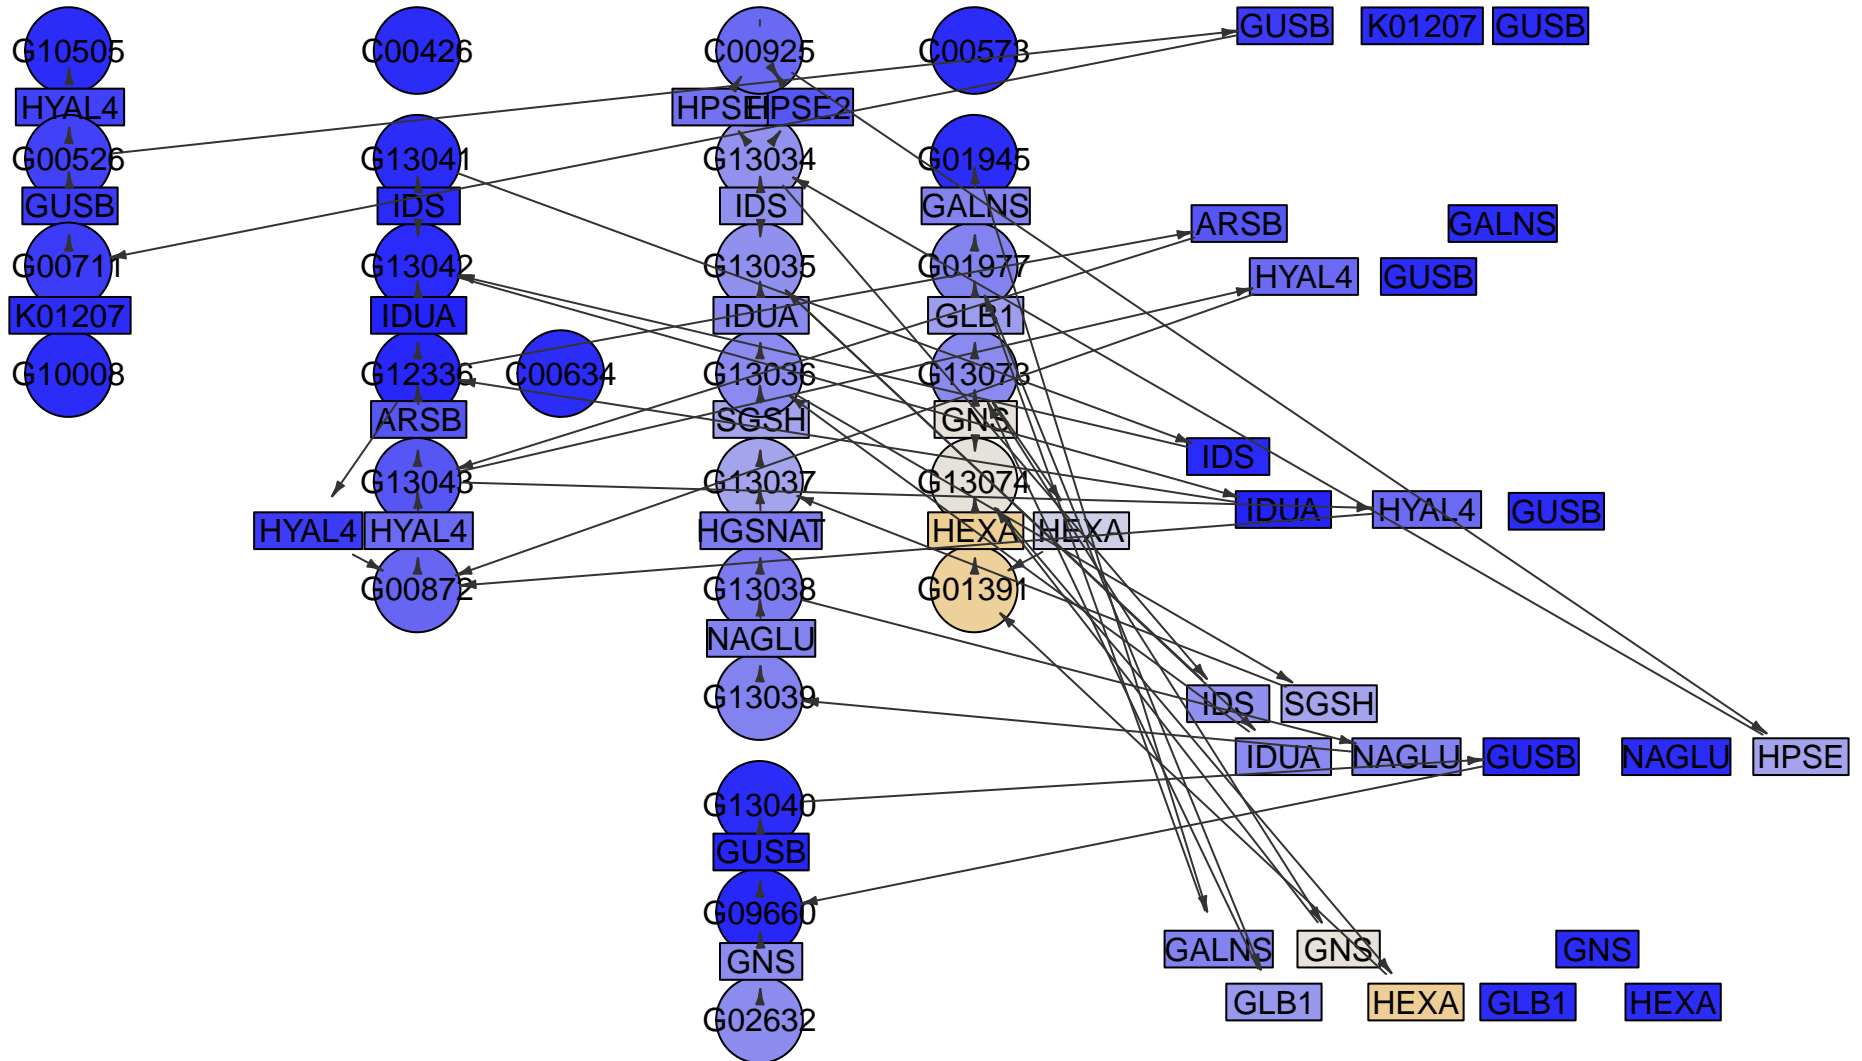 G10505 C00426 C00925 C00573 GUSB K01207 GUSB
HYAL4 HPSE HPSE2
G00526 G13041 G13034 G01945
GUSB IDS IDS GALNS ARSB GALNS
G00711 G13042 G13035 G01977 HYAL4 GUSB
K01207 IDUA IDUA GLB1
G10008 G12336 C00634 G13036 G13073
ARSB SGSH GNS
IDS
G13043 G13037 G13074
IDUA HYAL4 GUSB
HYAL4 HYAL4 HGSNAT HEXA HEXA
G00872 G13038 G01391
NAGLU
G13039 IDS SGSH
IDUA NAGLU GUSB NAGLU HPSE
G13040
GUSB
G09660
GNS GALNS GNS GNS
GLB1 HEXA GLB1 HEXA
G02632